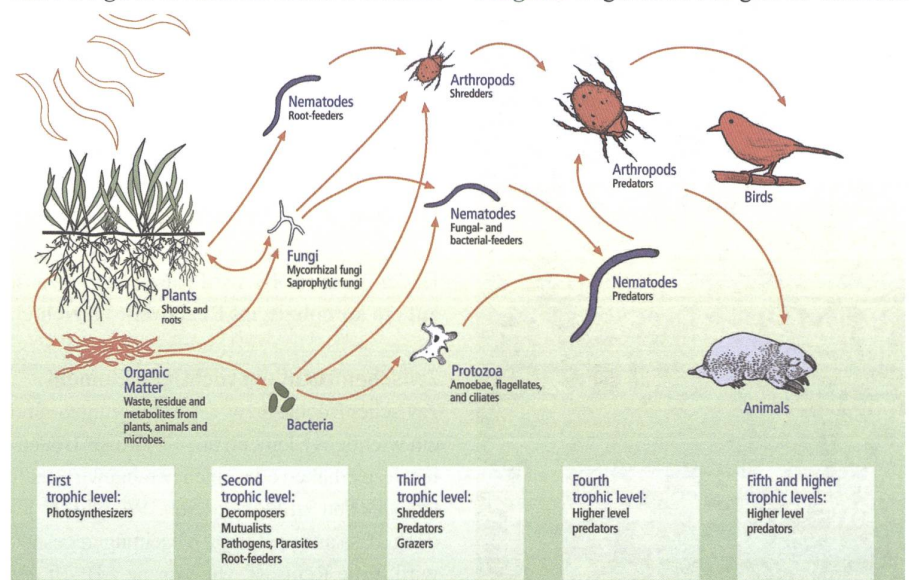 Nematodes
Root-feeders
Arthropods
Shredders
Arthropods
Predators
Birds
Nematodes
Fungal- and
bacterial-feeders
Fungi
Mycorrhizal fungi
Saprophytic fungi
Plants
Shoots and
roots
Nematodes
Predators
Organic
Matter
Waste, residue and
metabolites from
plants, animals and
microbes.
Bacteria
Protozoa
Amoebae, flagellates,
and ciliates
Animals
First
trophic level:
Photosynthesizers
Second
trophic level:
Decomposers
Mutualists
Pathogens, Parasites
Root-feeders
Third
trophic level:
Shredders
Predators
Grazers
Fourth
trophic level:
Higher level
predators
Fifth and higher
trophic levels:
Higher level
predators